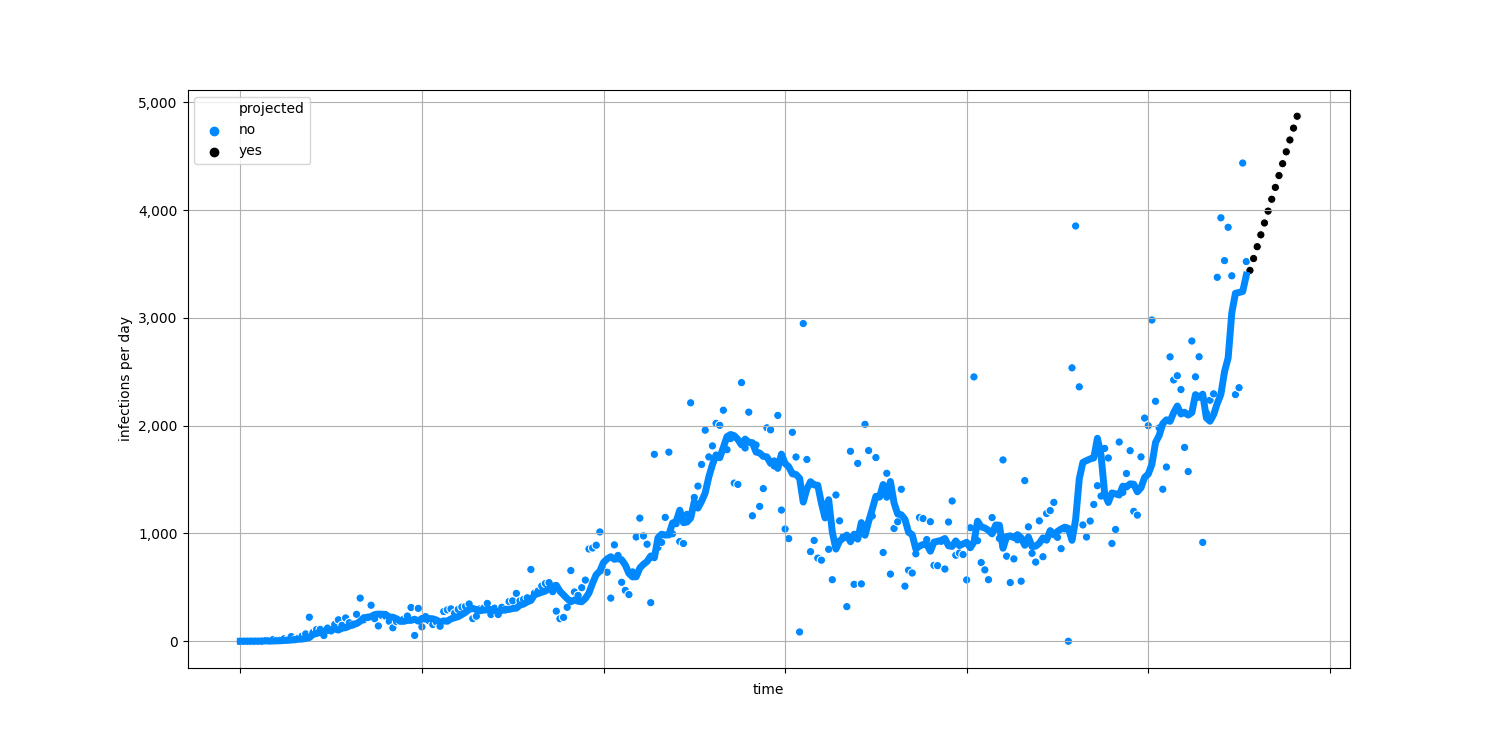 projected
no
yes
5,000
4,000
3,000
2,000
1,000
0
infections per day
time